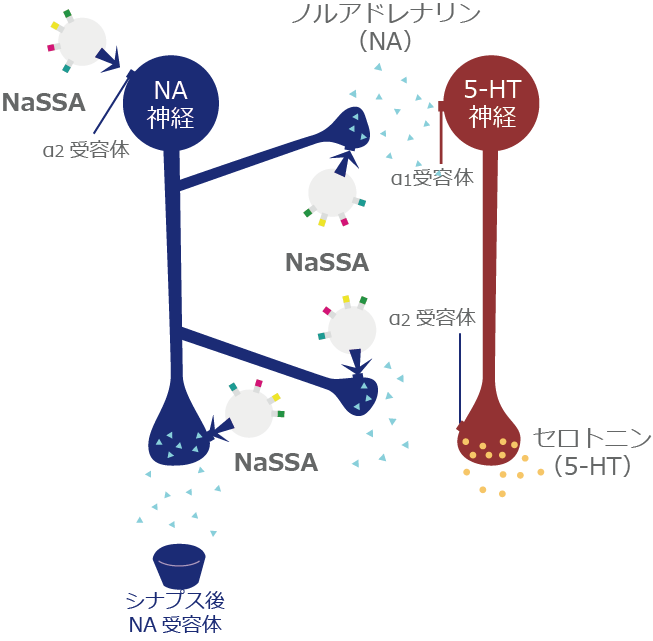 ノルアドレナリン
（NA）
NaSSA
NA
神経
5-HT
神経
α2 受容体
α1受容体
NaSSA
α2 受容体
NaSSA
セロトニン
（5-HT）
シナプス後
NA 受容体